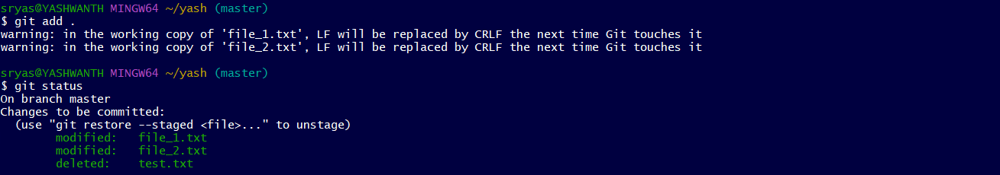 sryas@YASHWANTH MINGW64 ~/yash (master)
$ git add .
warning: in the working copy of 'file_1.txt', LF will be replaced by CRLF the next time Git touches it
warning: in the working copy of 'file_2.txt', LF will be replaced by CRLF the next time Git touches it
sryas@YASHWANTH MINGW64 ~/yash (master)
$ git status
On branch master
Changes to be committed:
  (use "git restore --staged <file>..." to unstage)
        modified:   file_1.txt
        modified:   file_2.txt
        deleted:    test.txt